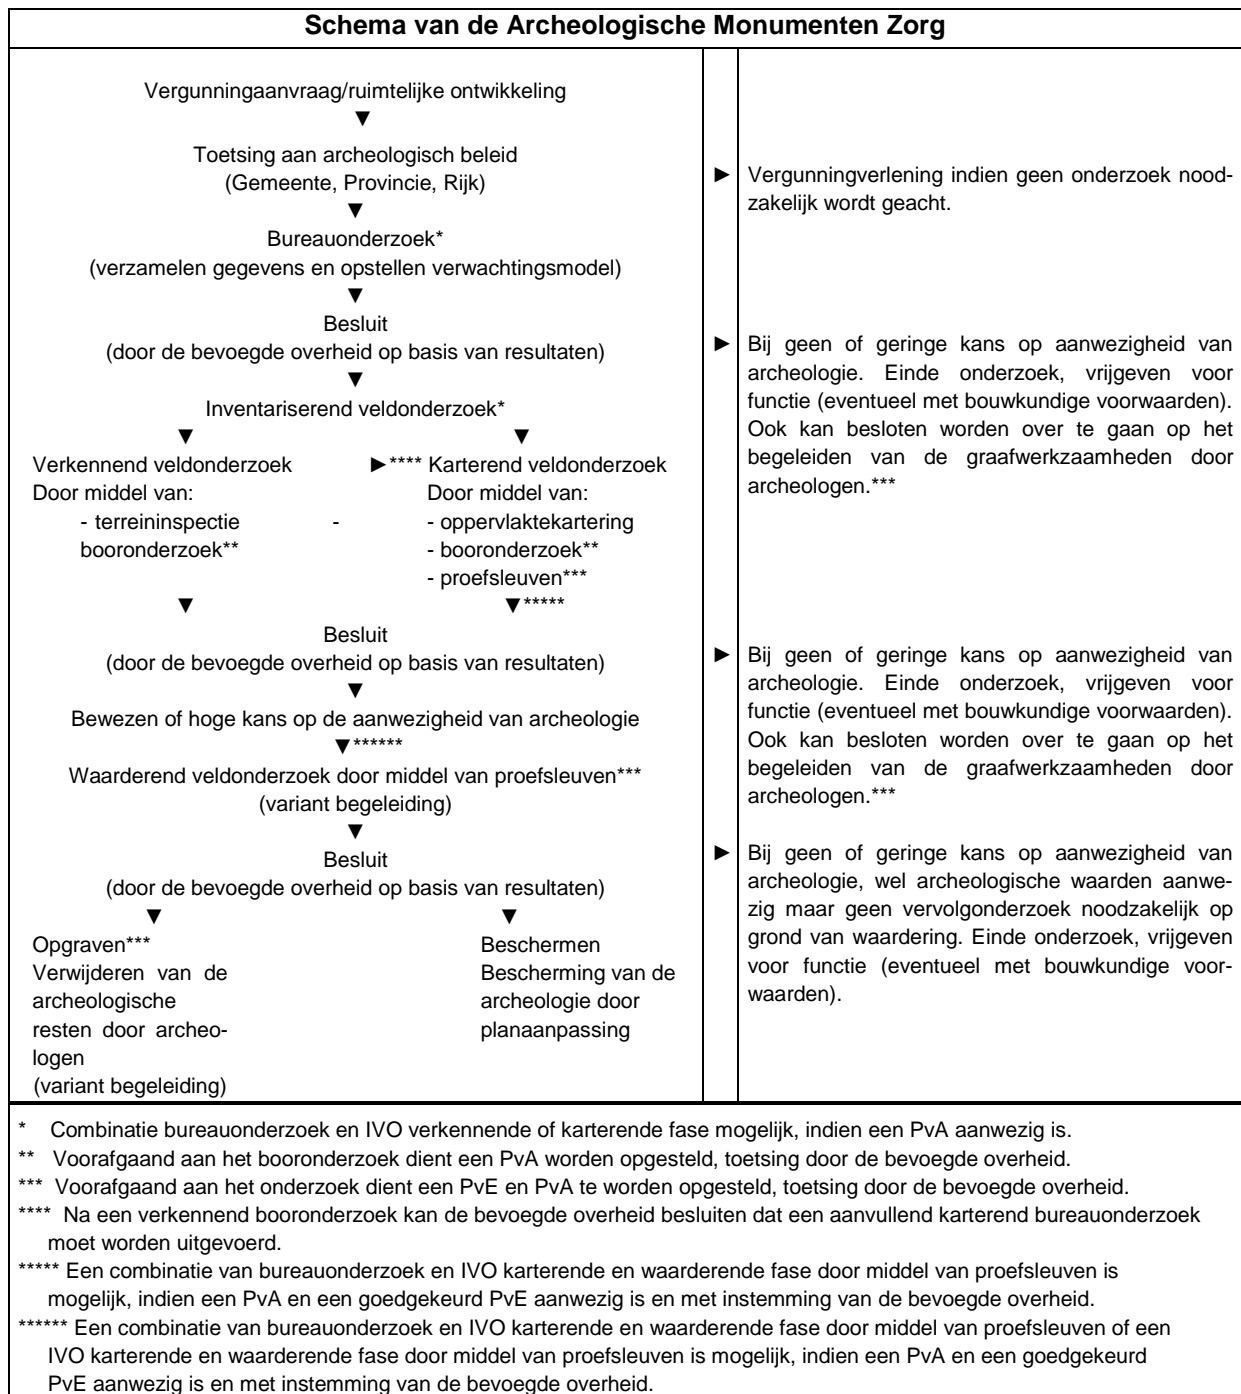 Schema van de Archeologische Monumenten Zorg
Vergunningaanvraag/ruimtelijke ontwikkeling
▼
Toetsing aan archeologisch beleid
(Gemeente, Provincie, Rijk)
▼
Bureauonderzoek*
(verzamelen gegevens en opstellen verwachtingsmodel)
▼
Besluit
(door de bevoegde overheid op basis van resultaten)
▼
Inventariserend veldonderzoek*
▼ ▼
Verkennend veldonderzoek ►**** Karterend veldonderzoek
Door middel van: Door middel van:
- terreininspectie - - oppervlaktekartering
booronderzoek** - booronderzoek**
- proefsleuven***
▼ ▼*****
Besluit
(door de bevoegde overheid op basis van resultaten)
▼
Bewezen of hoge kans op de aanwezigheid van archeologie
▼******
Waarderend veldonderzoek door middel van proefsleuven***
(variant begeleiding)
▼
Besluit
(door de bevoegde overheid op basis van resultaten)
▼ ▼
Opgraven*** Beschermen
Verwijderen van de Bescherming van de
archeologische archeologie door
resten door archeo- planaanpassing
logen
(variant begeleiding)
► Vergunningverlening indien geen onderzoek nood-
zakelijk wordt geacht.
► Bij geen of geringe kans op aanwezigheid van
archeologie. Einde onderzoek, vrijgeven voor
functie (eventueel met bouwkundige voorwaarden).
Ook kan besloten worden over te gaan op het
begeleiden van de graafwerkzaamheden door
archeologen.***
► Bij geen of geringe kans op aanwezigheid van
archeologie. Einde onderzoek, vrijgeven voor
functie (eventueel met bouwkundige voorwaarden).
Ook kan besloten worden over te gaan op het
begeleiden van de graafwerkzaamheden door
archeologen.***
► Bij geen of geringe kans op aanwezigheid van
archeologie, wel archeologische waarden aanwe-
zig maar geen vervolgonderzoek noodzakelijk op
grond van waardering. Einde onderzoek, vrijgeven
voor functie (eventueel met bouwkundige voor-
waarden).
* Combinatie bureauonderzoek en IVO verkennende of karterende fase mogelijk, indien een PvA aanwezig is.
** Voorafgaand aan het booronderzoek dient een PvA worden opgesteld, toetsing door de bevoegde overheid.
*** Voorafgaand aan het onderzoek dient een PvE en PvA te worden opgesteld, toetsing door de bevoegde overheid.
**** Na een verkennend booronderzoek kan de bevoegde overheid besluiten dat een aanvullend karterend bureauonderzoek
moet worden uitgevoerd.
***** Een combinatie van bureauonderzoek en IVO karterende en waarderende fase door middel van proefsleuven is
mogelijk, indien een PvA en een goedgekeurd PvE aanwezig is en met instemming van de bevoegde overheid.
****** Een combinatie van bureauonderzoek en IVO karterende en waarderende fase door middel van proefsleuven of een
IVO karterende en waarderende fase door middel van proefsleuven is mogelijk, indien een PvA en een goedgekeurd
PvE aanwezig is en met instemming van de bevoegde overheid.